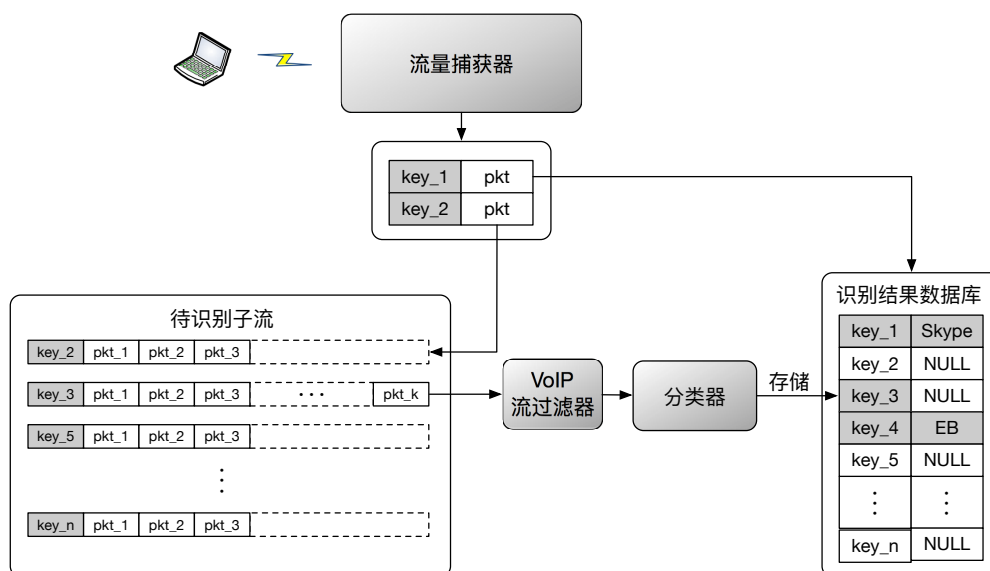 流量捕获器
key_1 pkt
key_2 pkt
待识别子流
key_2 pkt_1 pkt_2 pkt_3
key_3 pkt_1 pkt_2 pkt_3 ··· pkt_k
key_5 pkt_1 pkt_2 pkt_3
⋮
key_n pkt_1 pkt_2 pkt_3
VoIP
流过滤器
分类器
存储
识别结果数据库
key_1 Skype
key_2 NULL
key_3 NULL
key_4 EB
key_5 NULL
⋮ ⋮
key_n NULL